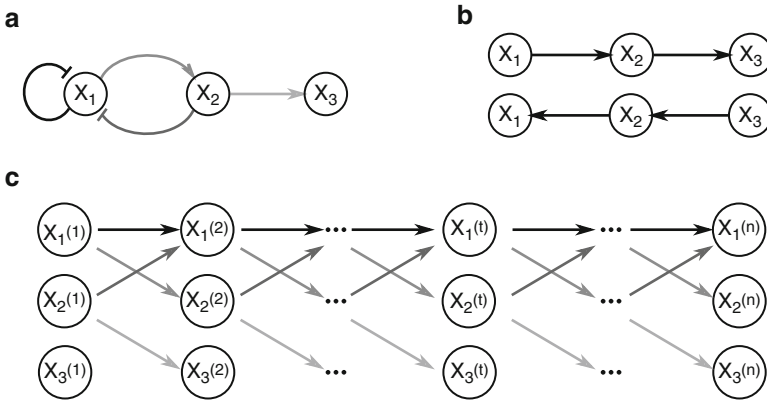 a
b
X1 X2 X3
X1 X2 X3
X1 X2 X3
c
X1(1) X1(2) ... X1(t) ... X1(n)
X2(1) X2(2) ... X2(t) ... X2(n)
X3(1) X3(2) ... X3(t) ... X3(n)